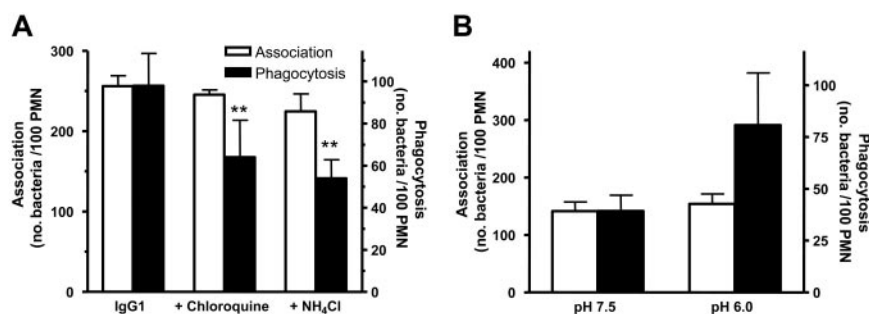 A
B
300
250
200
100
0
Association
(no. bacteria/100 PMN)
Association
Phagocytosis
**
**
100
80
60
40
20
0
Phagocytosis
(no. bacteria /100 PMN
IgG1
+ Chloroquine
+ NH4Cl
400
300
200
100
0
Association
(no. bacteria /100 PMN)
100
75
50
25
0
Phagocytosis
(no. bacteria /100 PMN
pH 7.5
pH 6.0